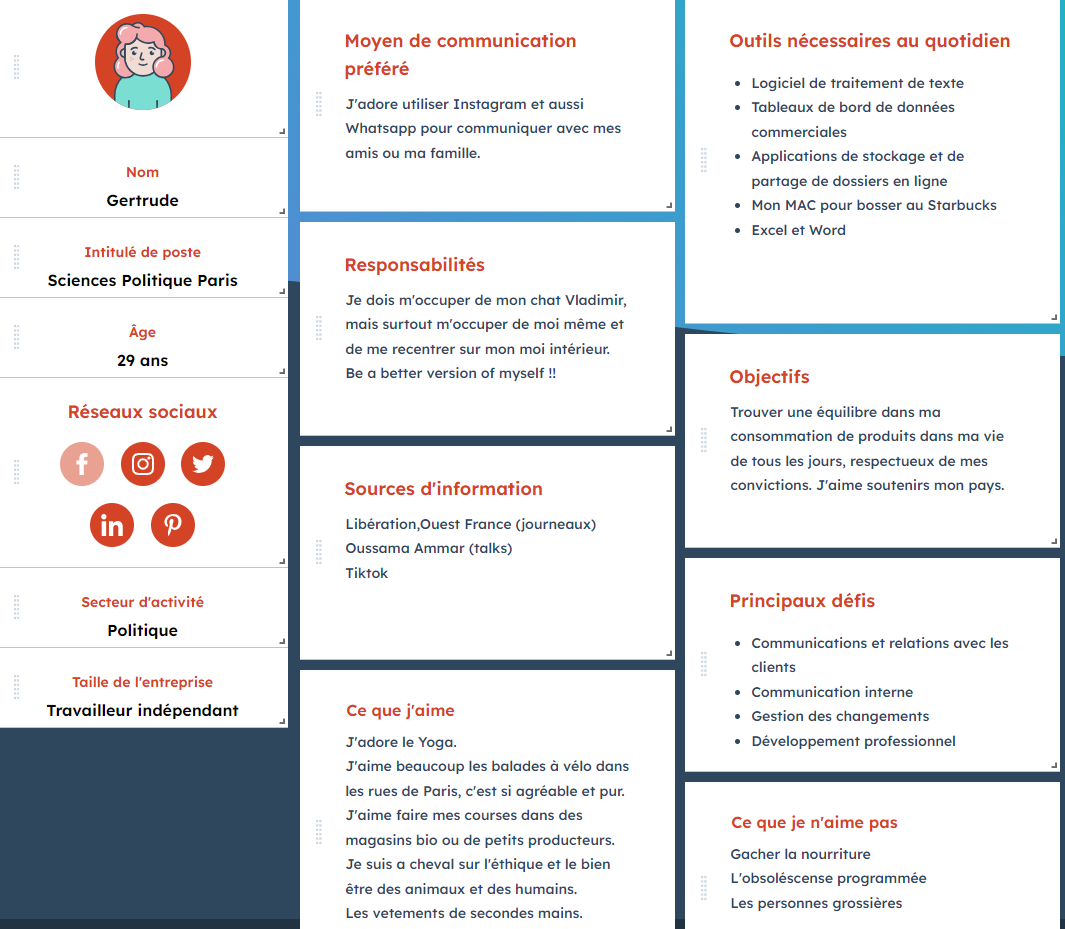 Nom
Gertrude
Intitulé de poste
Sciences Politique Paris
Âge
29 ans
Réseaux sociaux
Secteur d'activité
Politique
Taille de l'entreprise
Travailleur indépendant
Moyen de communication
préféré
J'adore utiliser Instagram et aussi
Whatsapp pour communiquer avec mes
amis ou ma famille.
Responsabilités
Je dois m'occuper de mon chat Vladimir,
mais surtout m'occuper de moi même et
de me recentrer sur mon moi intérieur.
Be a better version of myself !!
Sources d'information
Libération,Ouest France (journeaux)
Oussama Ammar (talks)
Tiktok
Ce que j'aime
J'adore le Yoga.
J'aime beaucoup les balades à vélo dans
les rues de Paris, c'est si agréable et pur.
J'aime faire mes courses dans des
magasins bio ou de petits producteurs.
Je suis a cheval sur l'éthique et le bien
être des animaux et des humains.
Les vetements de secondes mains.
Outils nécessaires au quotidien
Logiciel de traitement de texte
Tableaux de bord de données
commerciales
Applications de stockage et de
partage de dossiers en ligne
Mon MAC pour bosser au Starbucks
Excel et Word
Objectifs
Trouver une équilibre dans ma
consommation de produits dans ma vie
de tous les jours, respectueux de mes
convictions. J'aime soutenirs mon pays.
Principaux défis
Communications et relations avec les
clients
Communication interne
Gestion des changements
Développement professionnel
Ce que je n'aime pas
Gacher la nourriture
L'obsoléscense programmée
Les personnes grossières